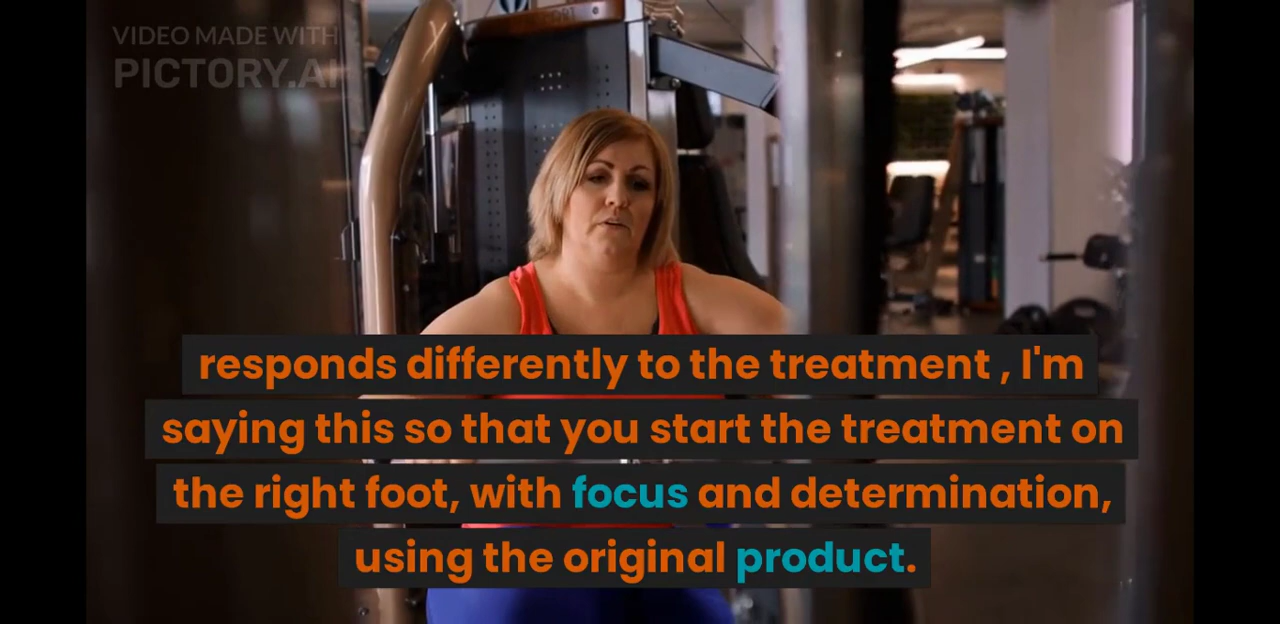 VIDEO MADE WITH
PICTORY.AI
responds differently to the treatment , I'm
saying this so that you start the treatment on
the right foot, with focus and determination,
using the original product.